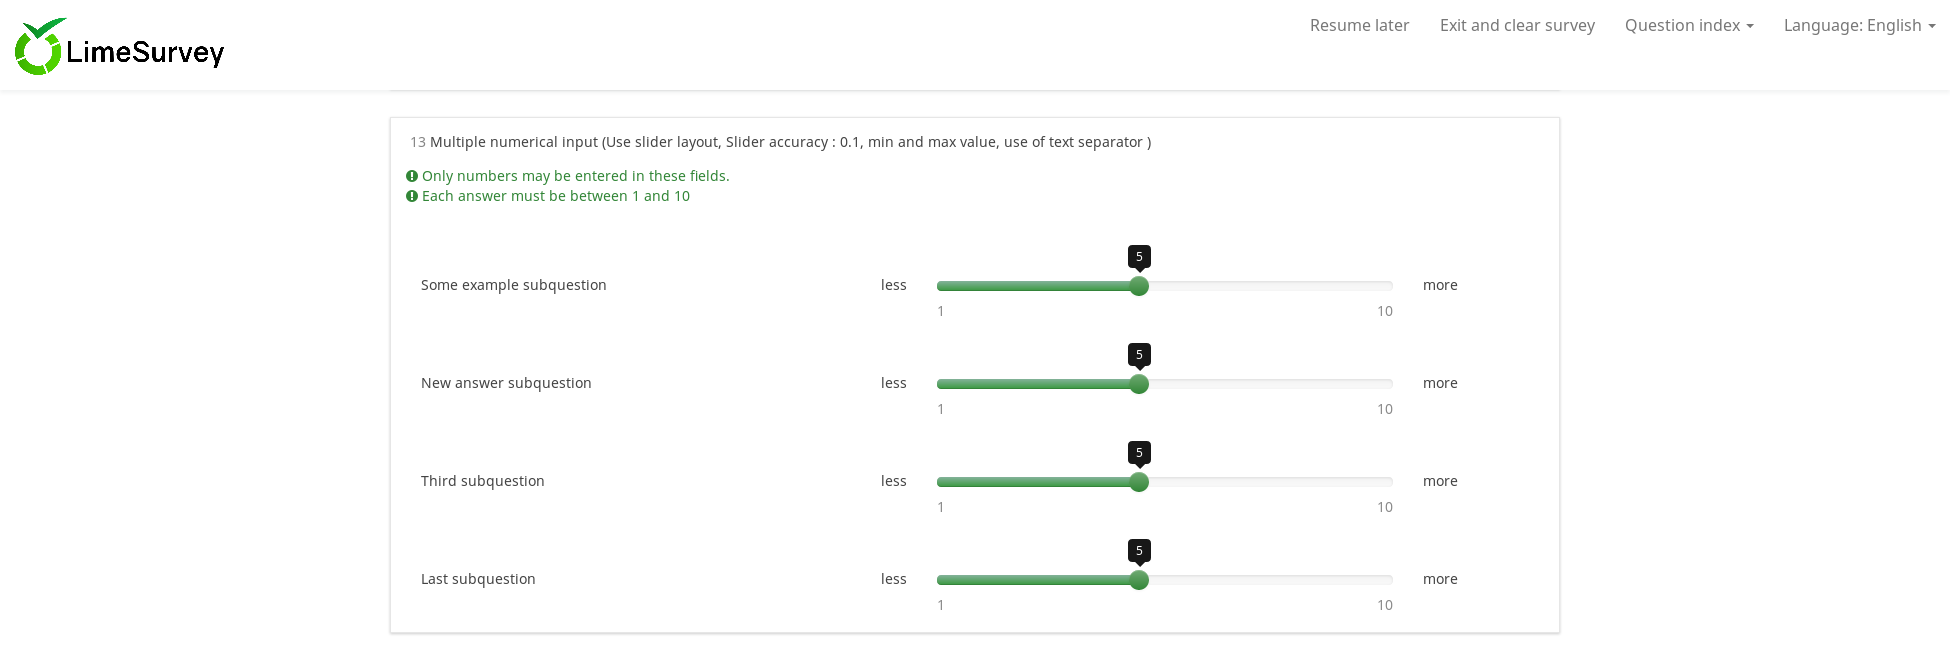 LimeSurvey
Resume later Exit and clear survey Question index Language: English
13 Multiple numerical input (Use slider layout, Slider accuracy : 0.1, min and max value, use of text separator )
Only numbers may be entered in these fields.
Each answer must be between 1 and 10
5
Some example subquestion less more
1 10
5
New answer subquestion less more
1 10
5
Third subquestion less more
1 10
5
Last subquestion less more
1 10